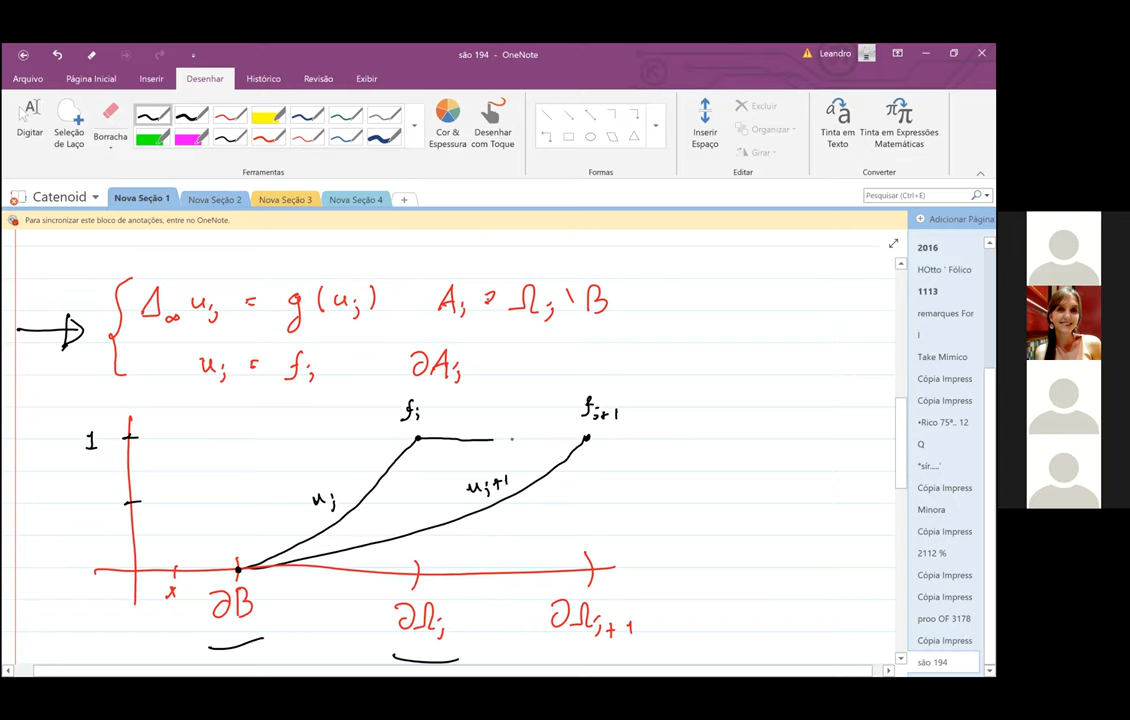 são 194 - OneNote
Leandro
Arquivo
Página Inicial
Inserir
Desenhar
Histórico
Revisão
Exibir
Digitar
Seleção de Laço
Borracha
Cor & Espessura
Desenhar com Toque
Inserir Espaço
Excluir
Organizar
Girar
Tinta em Texto
Tinta em Expressões Matemáticas
Ferramentas
Formas
Editar
Converter
Catenoid
Nova Seção 1
Nova Seção 2
Nova Seção 3
Nova Seção 4
Pesquisar (Ctrl+E)
Para sincronizar este bloco de anotações, entre no OneNote.
Adicionar Página
2016
HOtto ' Fólico
1113
remarques For
I
Take Mimico
Cópia Impress
Cópia Impress
•Rico 75ª.. 12
Q
*sír.....'
Cópia Impress
Minora
Cópia Impress
2112 %
Cópia Impress
Cópia Impress
proo OF 3178
Cópia Impress
são 194
Δ∞ uj = g(uj) Aj = Ωj \ B
uj = fj ∂Aj
fj
fj+1
1
uj
uj+1
x
∂B
∂Ωj
∂Ωj+1